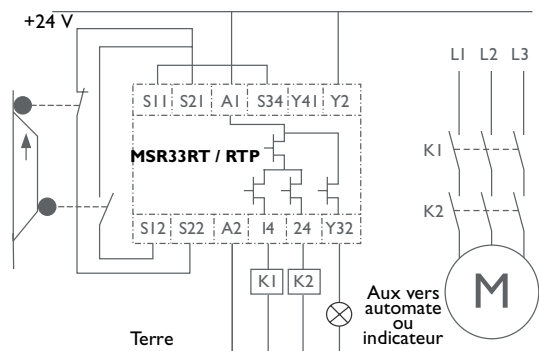 +24 V
L1 L2 L3
S11 S21 A1 S34 Y41 Y2
MSR33RT / RTP
K1
K2
S12 S22 A2 14 24 Y32
K1 K2
M
Aux vers
automate
ou
indicateur
Terre